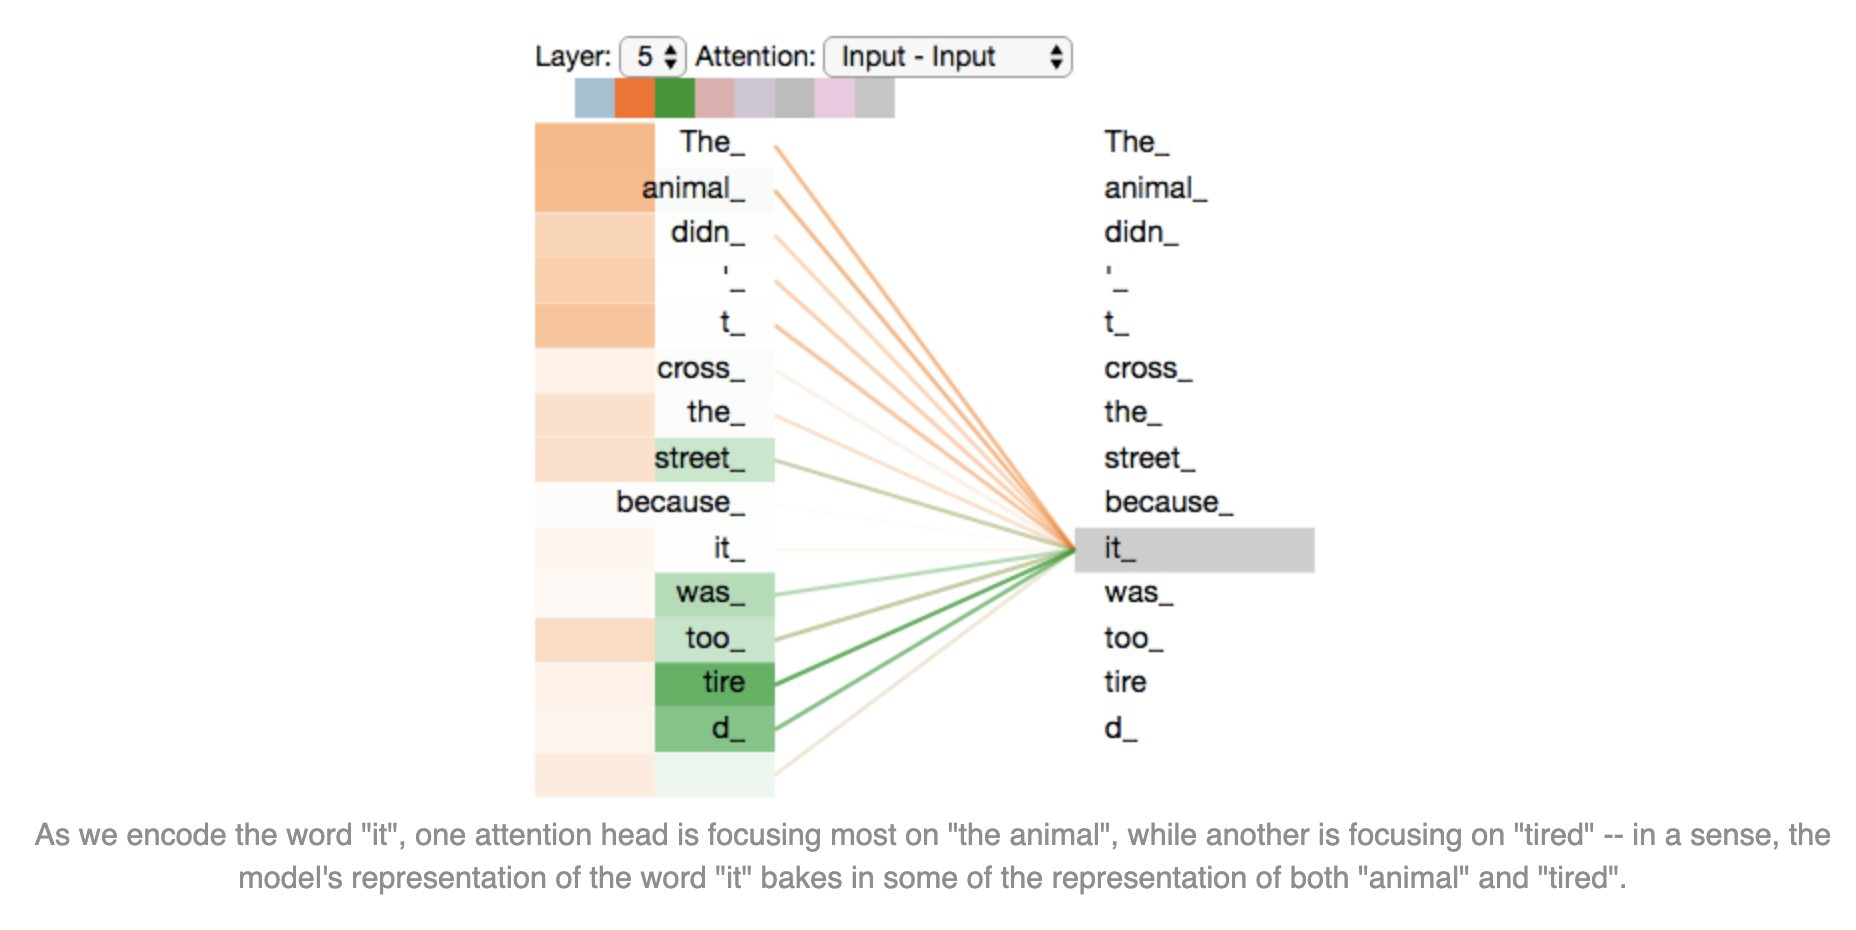 Layer: 5 Attention: Input - Input
The_ The_
animal_ animal_
didn_ didn_
'_ '_
t_ t_
cross_ cross_
the_ the_
street_ street_
because_ because_
it_ it_
was_ was_
too_ too_
tire tire
d_ d_
As we encode the word "it", one attention head is focusing most on "the animal", while another is focusing on "tired" -- in a sense, the
model's representation of the word "it" bakes in some of the representation of both "animal" and "tired".